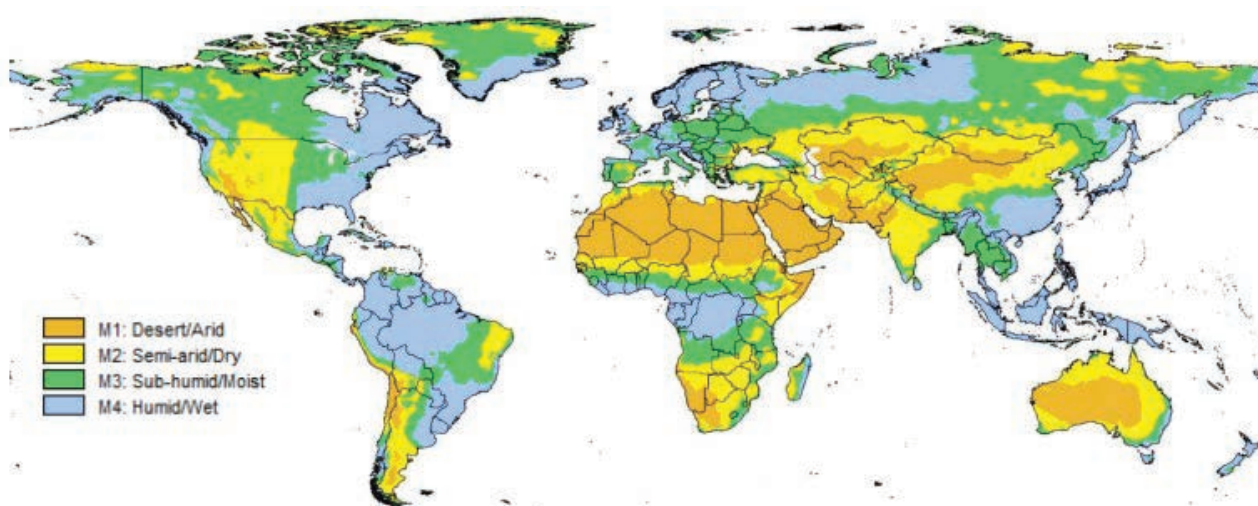 M1: Desert/Arid
M2: Semi-arid/Dry
M3: Sub-humid/Moist
M4: Humid/Wet